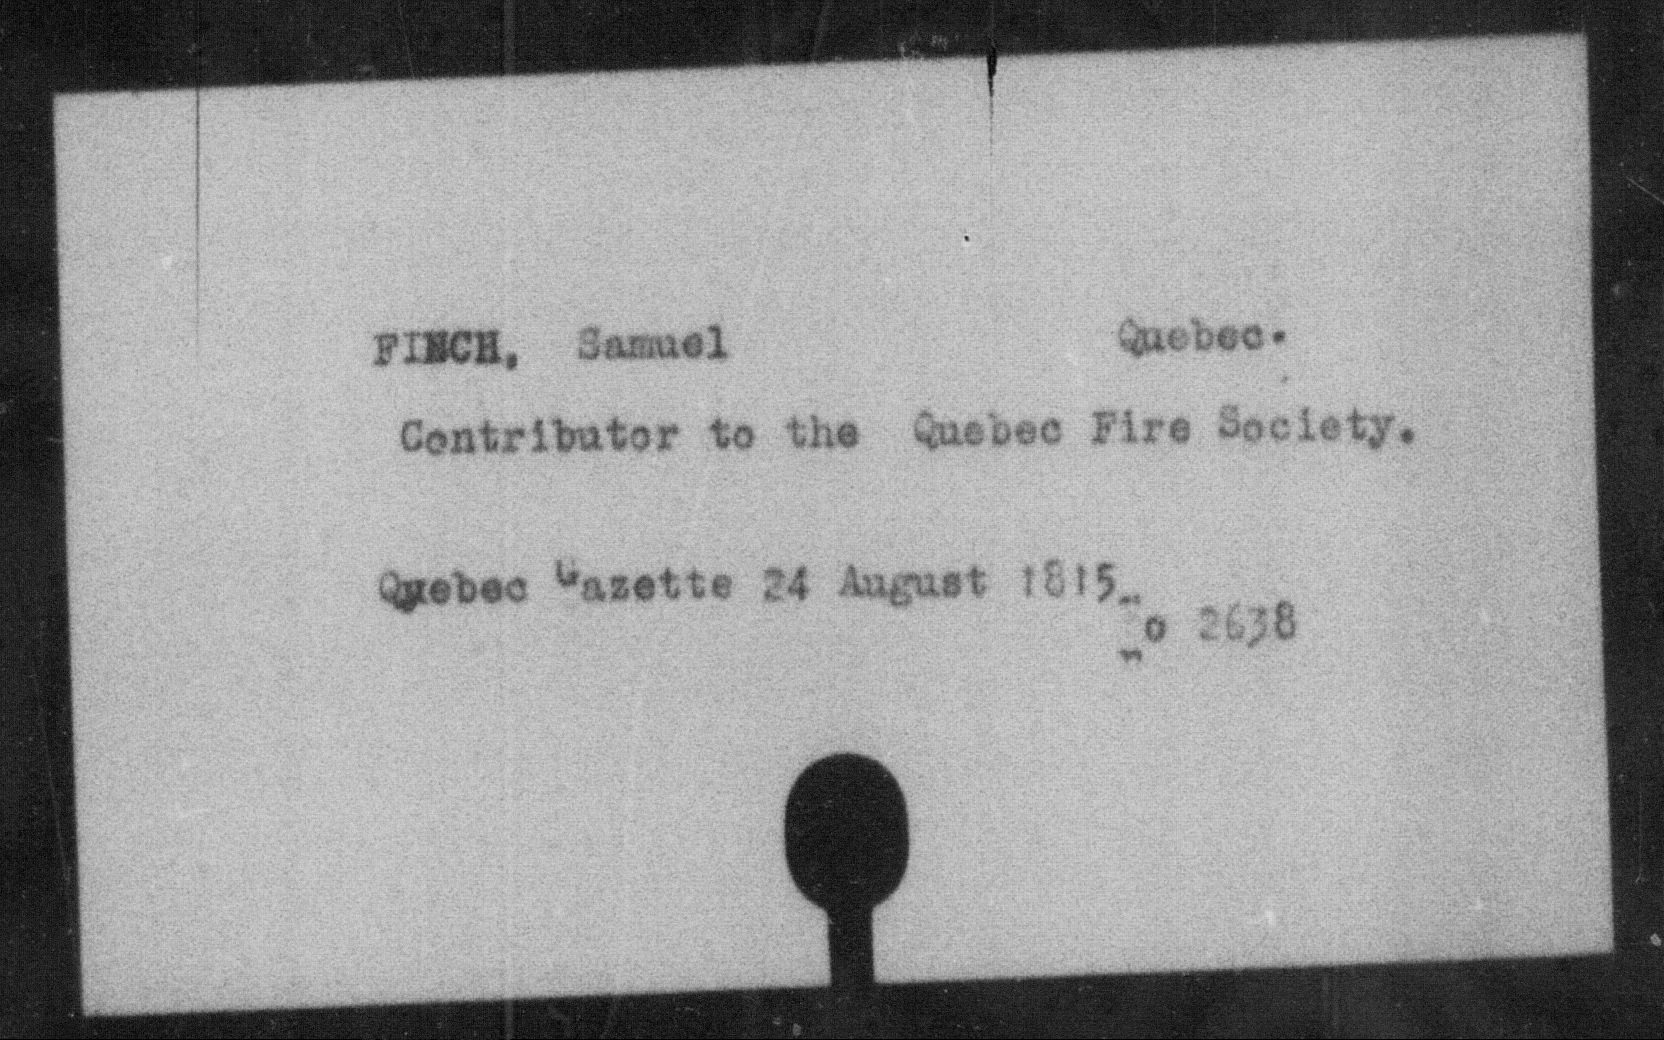 FINCH, Samuel Quebec.
Contributor to the Quebec Fire Society.
Quebec Gazette 24 August 1815
No 2638